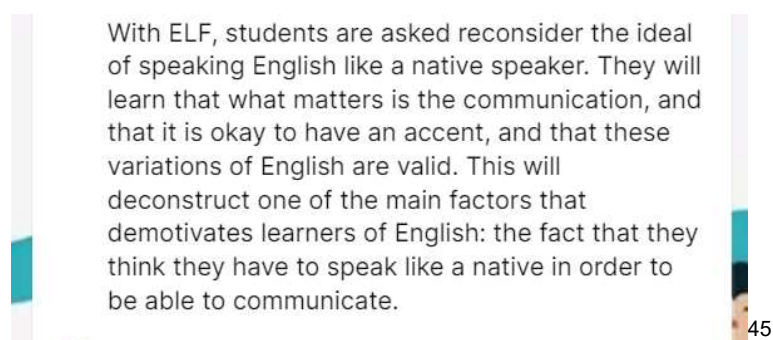 With ELF, students are asked reconsider the ideal
of speaking English like a native speaker. They will
learn that what matters is the communication, and
that it is okay to have an accent, and that these
variations of English are valid. This will
deconstruct one of the main factors that
demotivates learners of English: the fact that they
think they have to speak like a native in order to
be able to communicate.
45